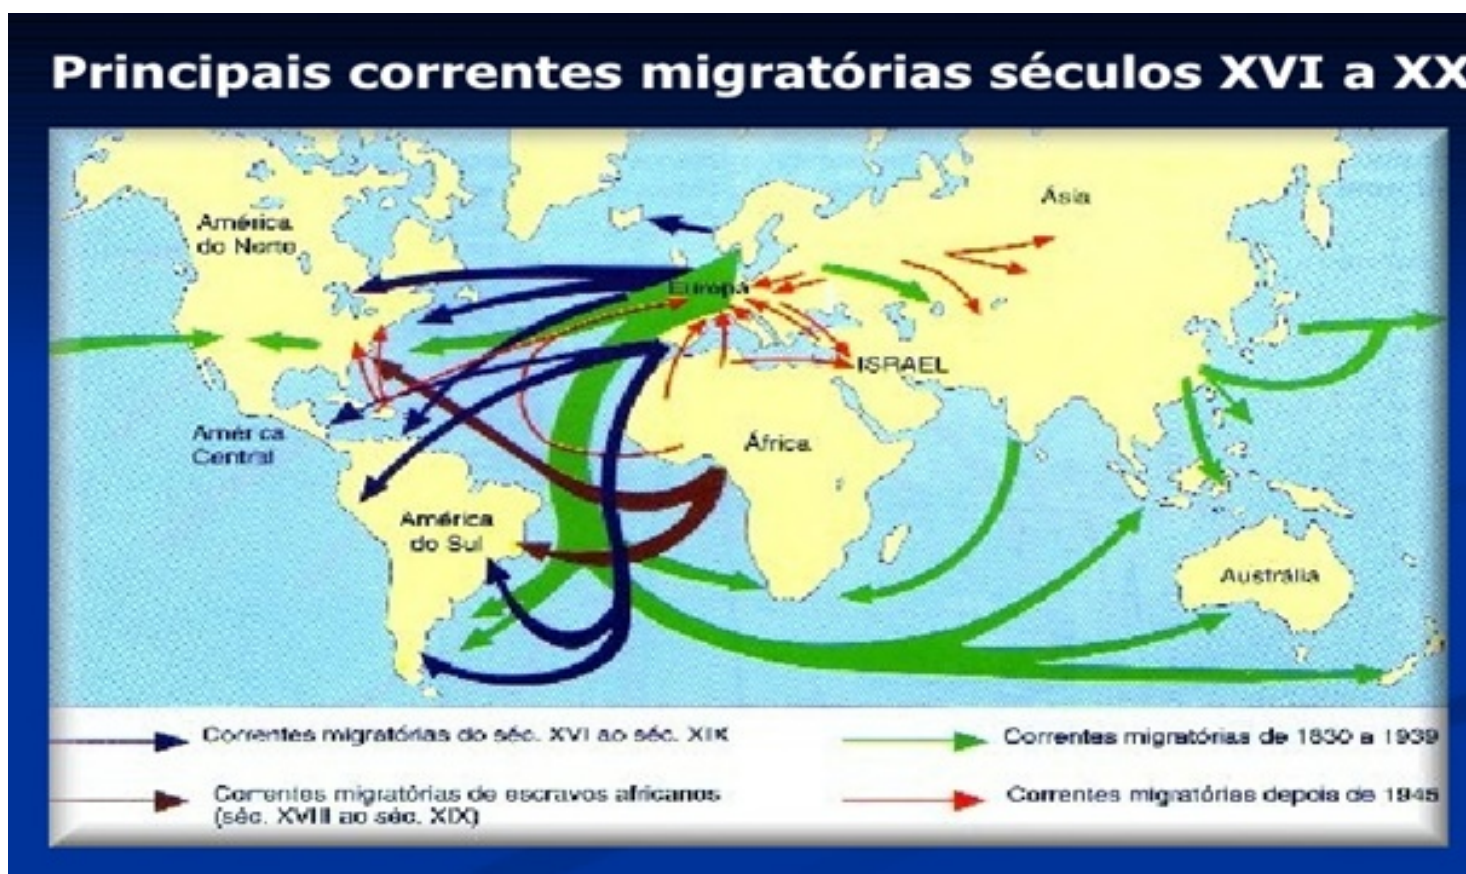 Principais correntes migratórias séculos XVI a XX
Ásia
América
do Norte
Europa
ISRAEL
América
Central
África
América
do Sul
Austrália
Correntes migratórias do séc. XVI ao séc. XIX
Correntes migratórias de 1830 a 1939
Correntes migratórias de escravos africanos
(séc. XVIII ao séc. XIX)
Correntes migratórias depois de 1945